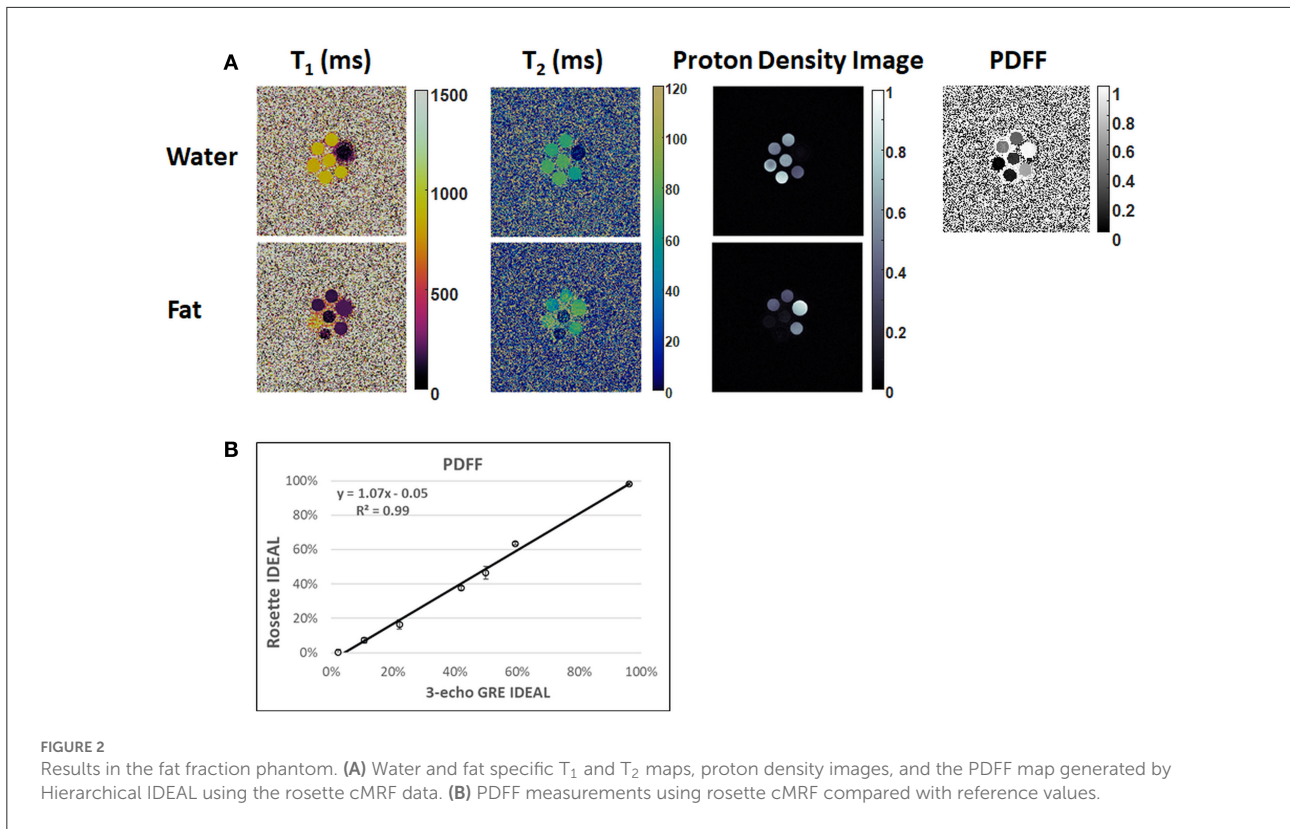 A
T₁ (ms)
T₂ (ms)
Proton Density Image
PDFF
Water
Fat
1500
1000
500
0
120
100
80
60
40
20
0
1
0.8
0.6
0.4
0.2
0
1
0.8
0.6
0.4
0.2
0
B
PDFF
y = 1.07x - 0.05
R² = 0.99
Rosette IDEAL
100%
80%
60%
40%
20%
0%
0% 20% 40% 60% 80% 100%
3-echo GRE IDEAL
FIGURE 2
Results in the fat fraction phantom. (A) Water and fat specific T₁ and T₂ maps, proton density images, and the PDFF map generated by
Hierarchical IDEAL using the rosette cMRF data. (B) PDFF measurements using rosette cMRF compared with reference values.